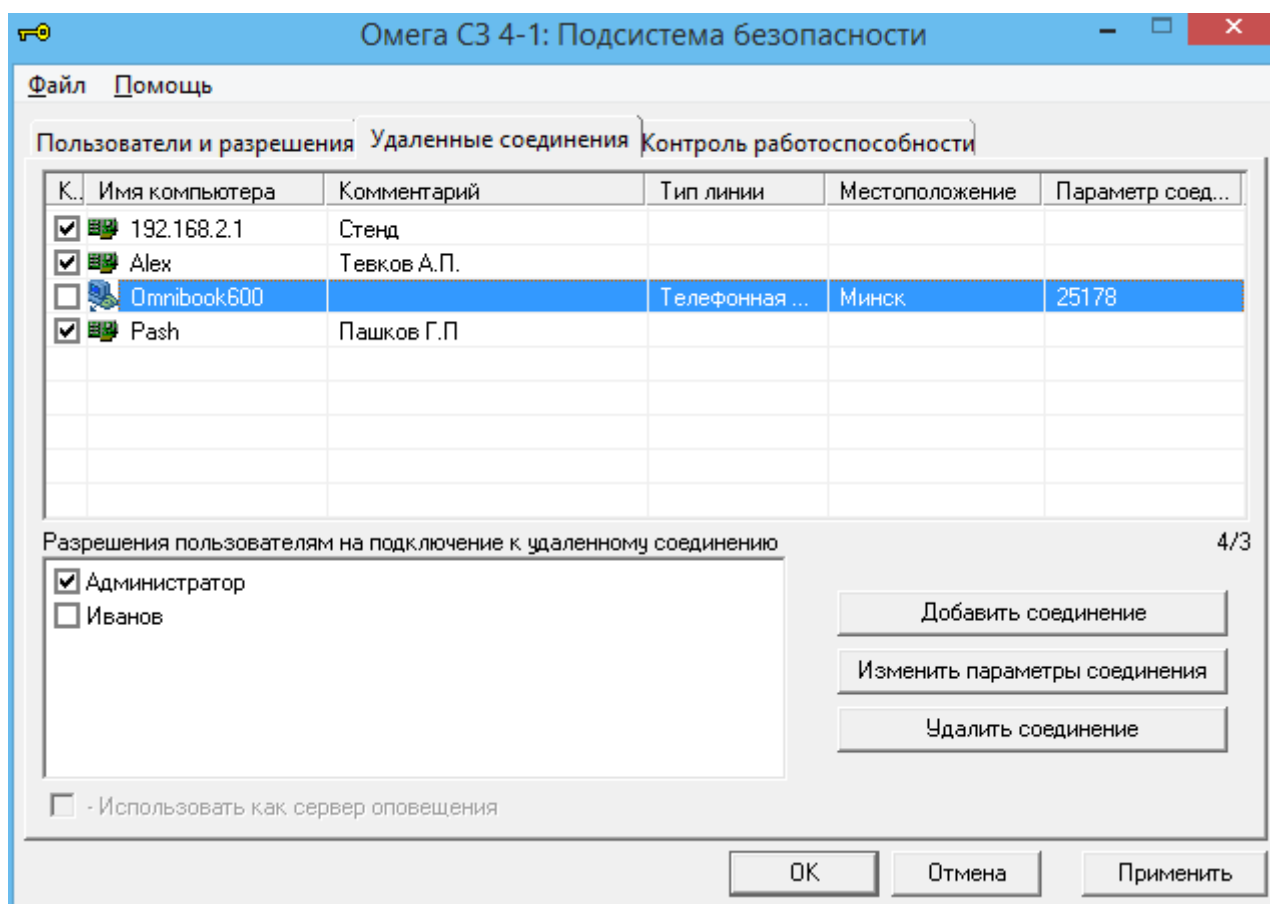 Омега С3 4-1: Подсистема безопасности
Файл Помощь
Пользователи и разрешения Удаленные соединения Контроль работоспособности
К.. Имя компьютера Комментарий Тип линии Местоположение Параметр соед...
192.168.2.1 Стенд
Alex Тевков А.П.
Omnibook600 Телефонная ... Минск 25178
Pash Пашков Г.П
Разрешения пользователям на подключение к удаленному соединению 4/3
Администратор
Иванов
Добавить соединение
Изменить параметры соединения
Удалить соединение
- Использовать как сервер оповещения
OK Отмена Применить